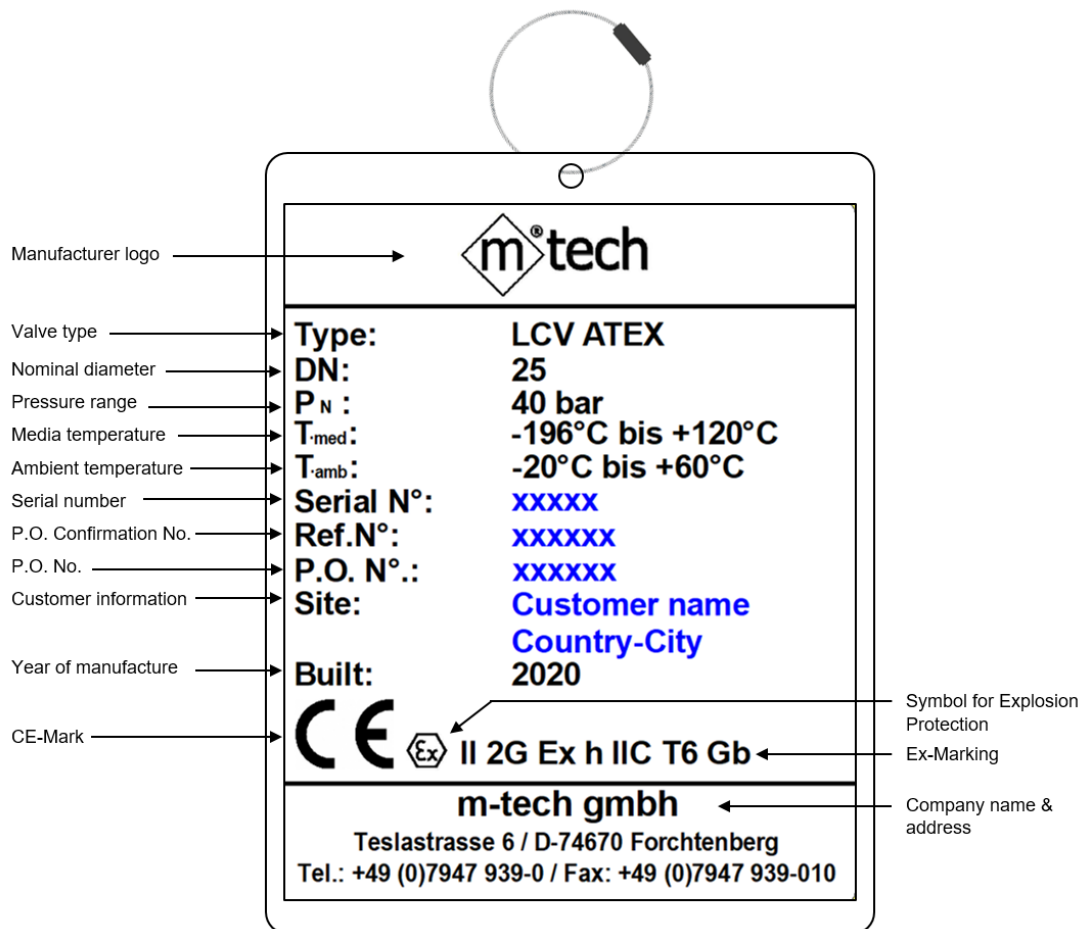 m® tech
Manufacturer logo
Valve type
Type: LCV ATEX
Nominal diameter
DN: 25
Pressure range
PN : 40 bar
Media temperature
T·med: -196°C bis +120°C
Ambient temperature
T·amb: -20°C bis +60°C
Serial number
Serial N°: xxxxx
P.O. Confirmation No.
Ref.N°: xxxxxx
P.O. No.
P.O. N°.: xxxxxx
Customer information
Site: Customer name
Country-City
Year of manufacture
Built: 2020
Symbol for Explosion
Protection
CE-Mark
CE Ex II 2G Ex h IIC T6 Gb
Ex-Marking
m-tech gmbh
Company name &
address
Teslastrasse 6 / D-74670 Forchtenberg
Tel.: +49 (0)7947 939-0 / Fax: +49 (0)7947 939-010